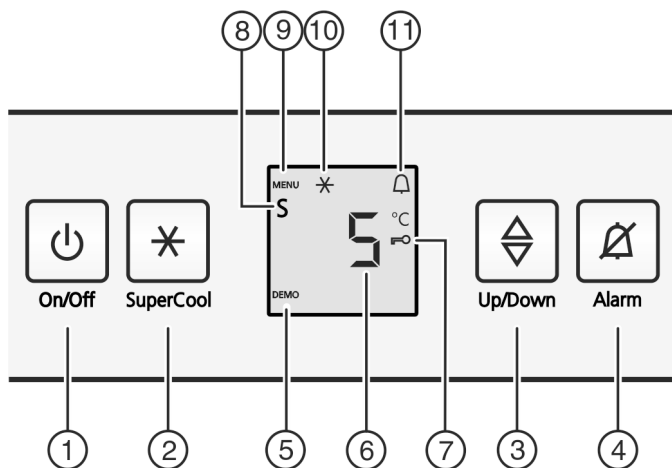 8 9 10 11
MENU
S
5 °C
DEMO
On/Off SuperCool Up/Down Alarm
1 2 5 6 7 3 4